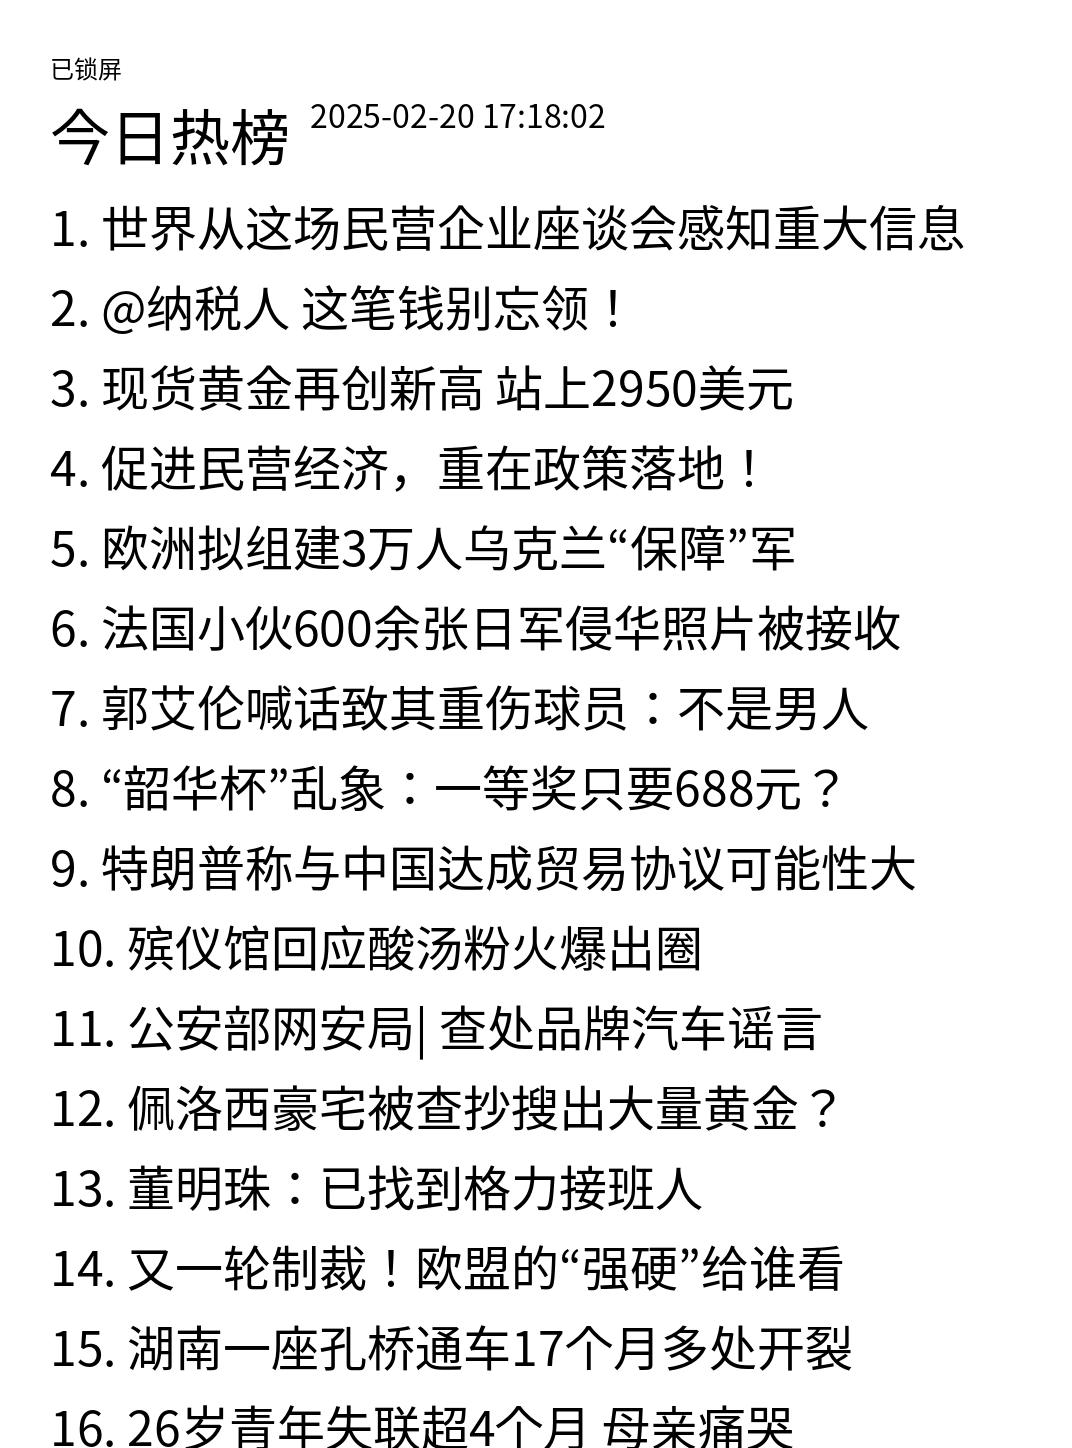 已锁屏
今日热榜 2025-02-20 17:18:02
1. 世界从这场民营企业座谈会感知重大信息
2. @纳税人 这笔钱别忘领！
3. 现货黄金再创新高 站上2950美元
4. 促进民营经济，重在政策落地！
5. 欧洲拟组建3万人乌克兰“保障”军
6. 法国小伙600余张日军侵华照片被接收
7. 郭艾伦喊话致其重伤球员：不是男人
8. “韶华杯”乱象：一等奖只要688元？
9. 特朗普称与中国达成贸易协议可能性大
10. 殡仪馆回应酸汤粉火爆出圈
11. 公安部网安局| 查处品牌汽车谣言
12. 佩洛西豪宅被查抄搜出大量黄金？
13. 董明珠：已找到格力接班人
14. 又一轮制裁！欧盟的“强硬”给谁看
15. 湖南一座孔桥通车17个月多处开裂
16. 26岁青年失联超4个月 母亲痛哭